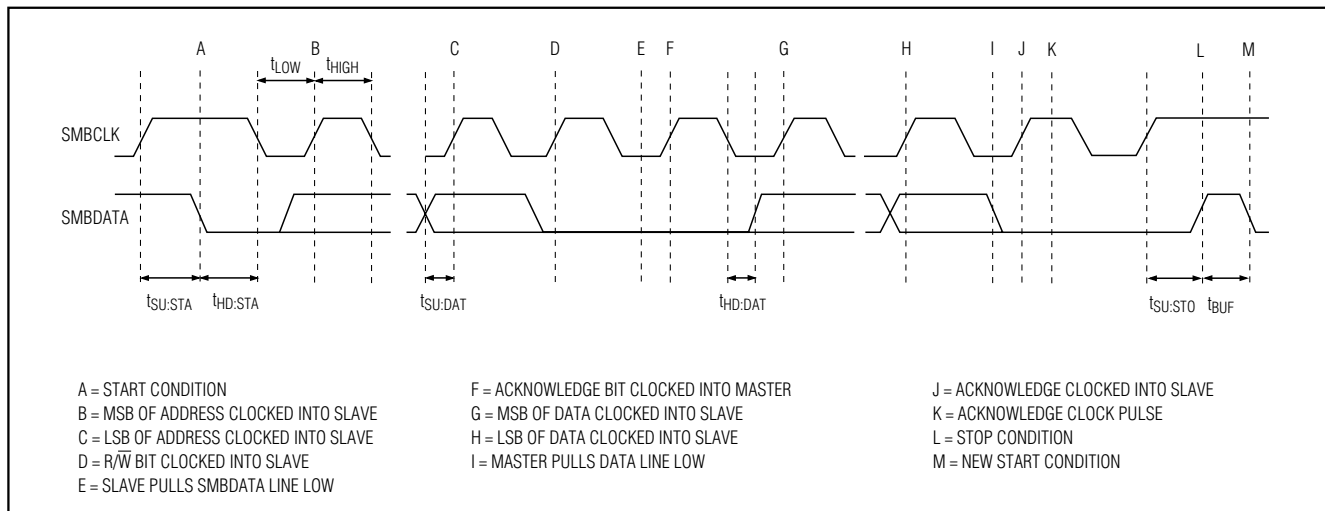 A B C D E F G H I J K L M
tLOW tHIGH
SMBCLK
SMBDATA
tSU:STA tHD:STA tSU:DAT tHD:DAT tSU:STO tBUF
A = START CONDITION
B = MSB OF ADDRESS CLOCKED INTO SLAVE
C = LSB OF ADDRESS CLOCKED INTO SLAVE
D = R/W̅ BIT CLOCKED INTO SLAVE
E = SLAVE PULLS SMBDATA LINE LOW
F = ACKNOWLEDGE BIT CLOCKED INTO MASTER
G = MSB OF DATA CLOCKED INTO SLAVE
H = LSB OF DATA CLOCKED INTO SLAVE
I = MASTER PULLS DATA LINE LOW
J = ACKNOWLEDGE CLOCKED INTO SLAVE
K = ACKNOWLEDGE CLOCK PULSE
L = STOP CONDITION
M = NEW START CONDITION